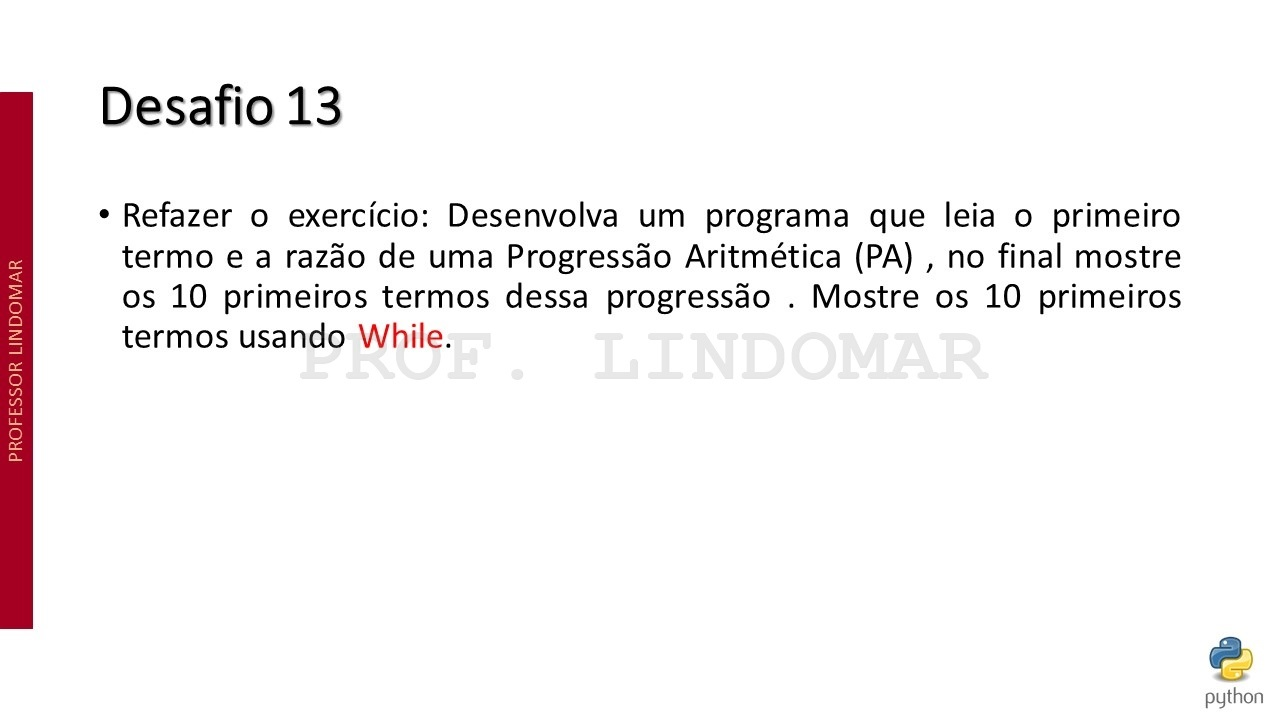 Desafio 13
• Refazer o exercício: Desenvolva um programa que leia o primeiro
termo e a razão de uma Progressão Aritmética (PA) , no final mostre
os 10 primeiros termos dessa progressão . Mostre os 10 primeiros
termos usando While.
PROF. LINDOMAR
PROFESSOR LINDOMAR
python